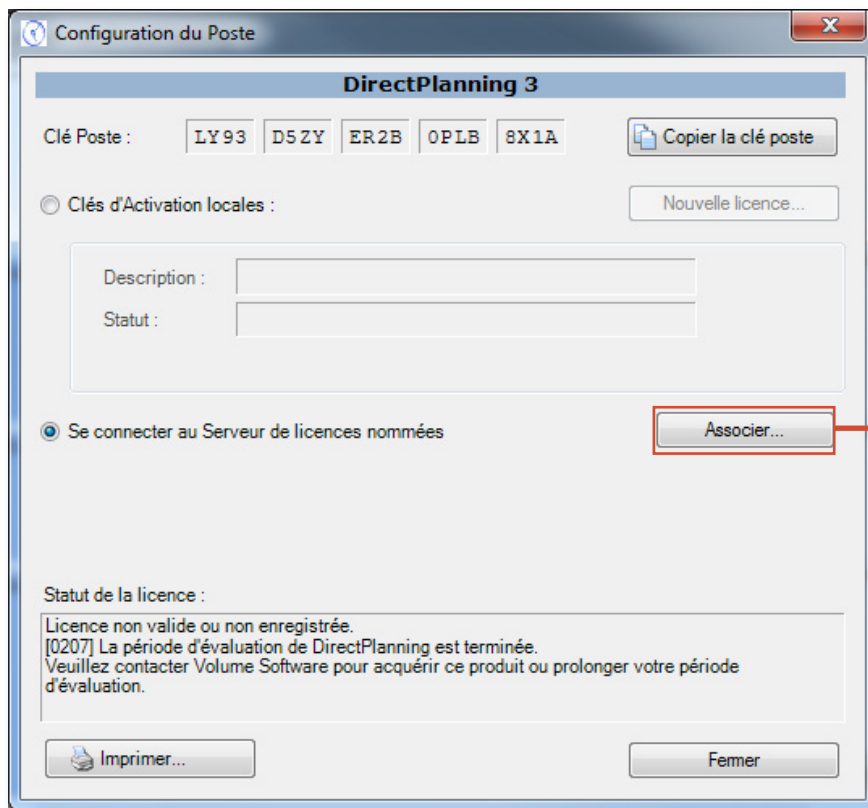 Configuration du Poste
DirectPlanning 3
Clé Poste : LY93 D5ZY ER2B 0PLB 8X1A Copier la clé poste
Clés d'Activation locales : Nouvelle licence...
Description :
Statut :
Se connecter au Serveur de licences nommées Associer...
Statut de la licence :
Licence non valide ou non enregistrée.
[0207] La période d'évaluation de DirectPlanning est terminée.
Veuillez contacter Volume Software pour acquérir ce produit ou prolonger votre période
d'évaluation.
Imprimer... Fermer